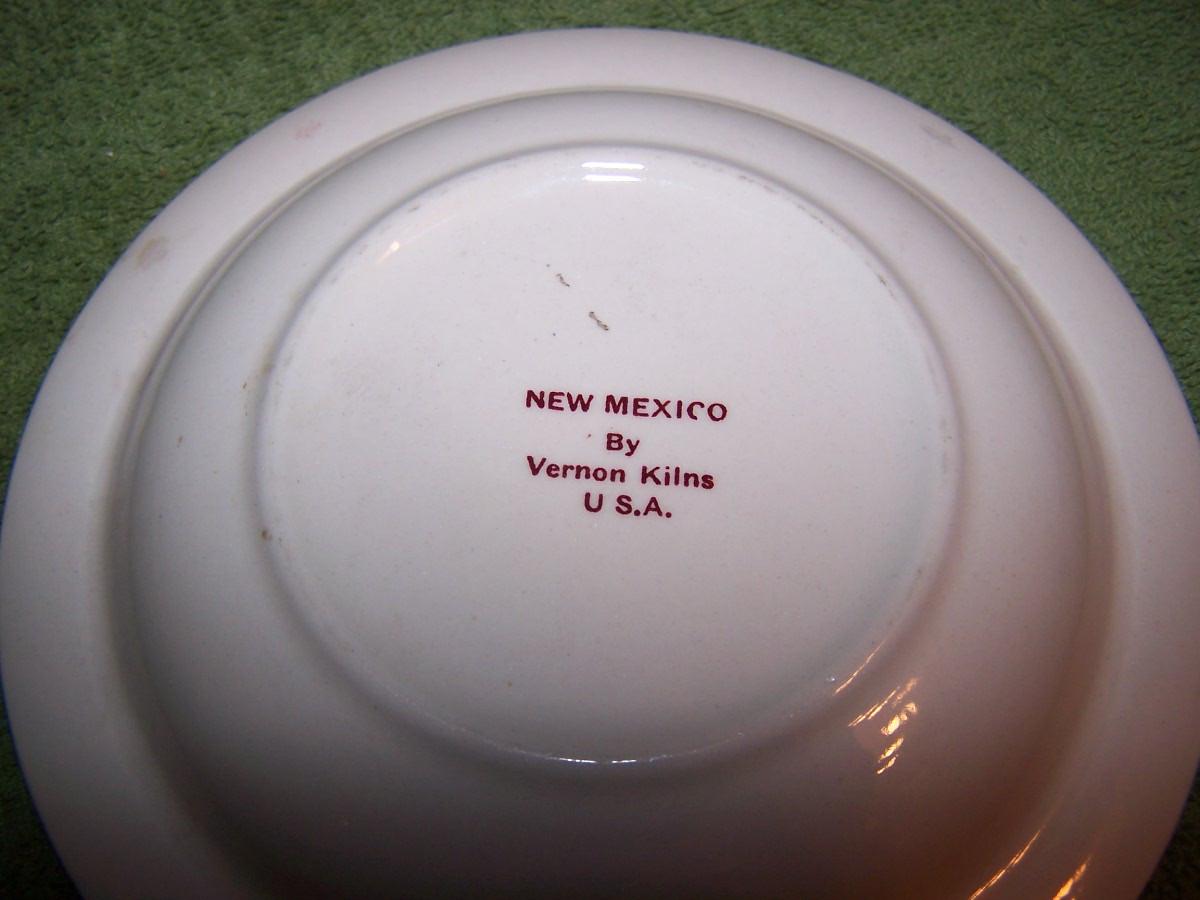 NEW MEXICO
By
Vernon Kilns
U S.A.